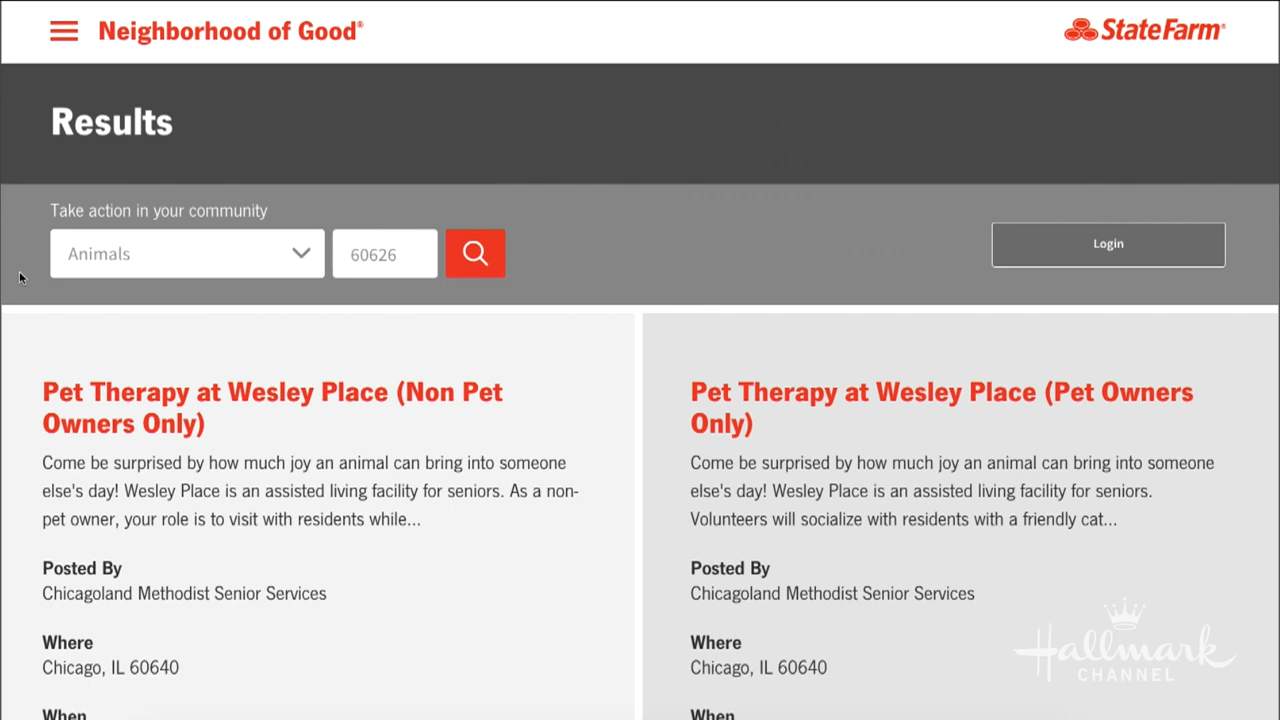 Neighborhood of Good®
StateFarm®
Results
Take action in your community
Animals
60626
Login
Pet Therapy at Wesley Place (Non Pet
Owners Only)
Come be surprised by how much joy an animal can bring into someone
else's day! Wesley Place is an assisted living facility for seniors. As a non-
pet owner, your role is to visit with residents while...
Posted By
Chicagoland Methodist Senior Services
Where
Chicago, IL 60640
When
Pet Therapy at Wesley Place (Pet Owners
Only)
Come be surprised by how much joy an animal can bring into someone
else's day! Wesley Place is an assisted living facility for seniors.
Volunteers will socialize with residents with a friendly cat...
Posted By
Chicagoland Methodist Senior Services
Where
Chicago, IL 60640
When
Hallmark
CHANNEL